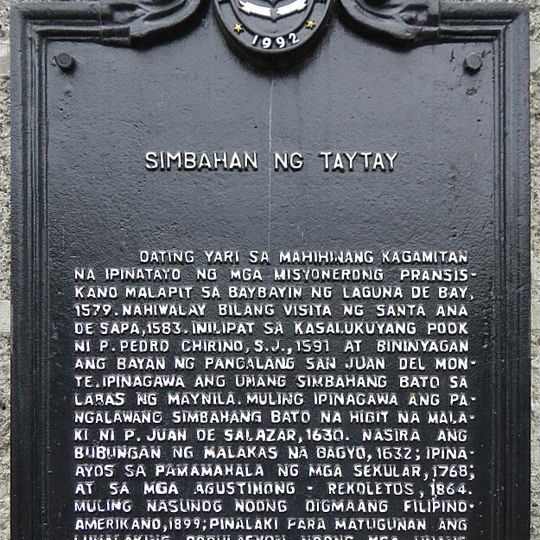 1992
SIMBAHAN NG TAYTAY
DATING YARI SA MAHIHINANG KAGAMITAN
NA IPINATAYO NG MGA MISYONERONG PRANSIS-
KANO MALAPIT SA BAYBAYIN NG LAGUNA DE BAY,
1579. NAHIWALAY BILANG VISITA NG SANTA ANA
DE SAPA, 1583. INILIPAT SA KASALUKUYANG POOK
NI P. PEDRO CHIRINO, S.J., 1591 AT BININYAGAN
ANG BAYAN NG PANGALANG SAN JUAN DEL MON-
TE. IPINAGAWA ANG UNANG SIMBAHANG BATO SA
LABAS NG MAYNILA. MULING IPINAGAWA ANG PA-
NGALAWANG SIMBAHANG BATO NA HIGIT NA MALA-
KI NI P. JUAN DE SALAZAR, 1630. NASIRA ANG
BUBUNGAN NG MALAKAS NA BAGYO, 1632; IPINA-
AYOS SA PAMAMAHALA NG MGA SEKULAR, 1768;
AT SA MGA AGUSTINONG - REKOLETOS, 1864.
MULING NASUNOG NOONG DIGMAANG FILIPINO-
AMERIKANO, 1899; PINALAKI PARA MATUGUNAN ANG